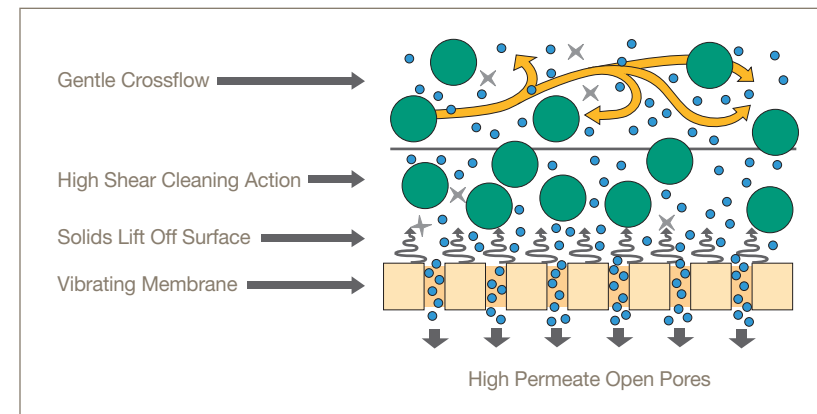 Gentle Crossflow
High Shear Cleaning Action
Solids Lift Off Surface
Vibrating Membrane
High Permeate Open Pores